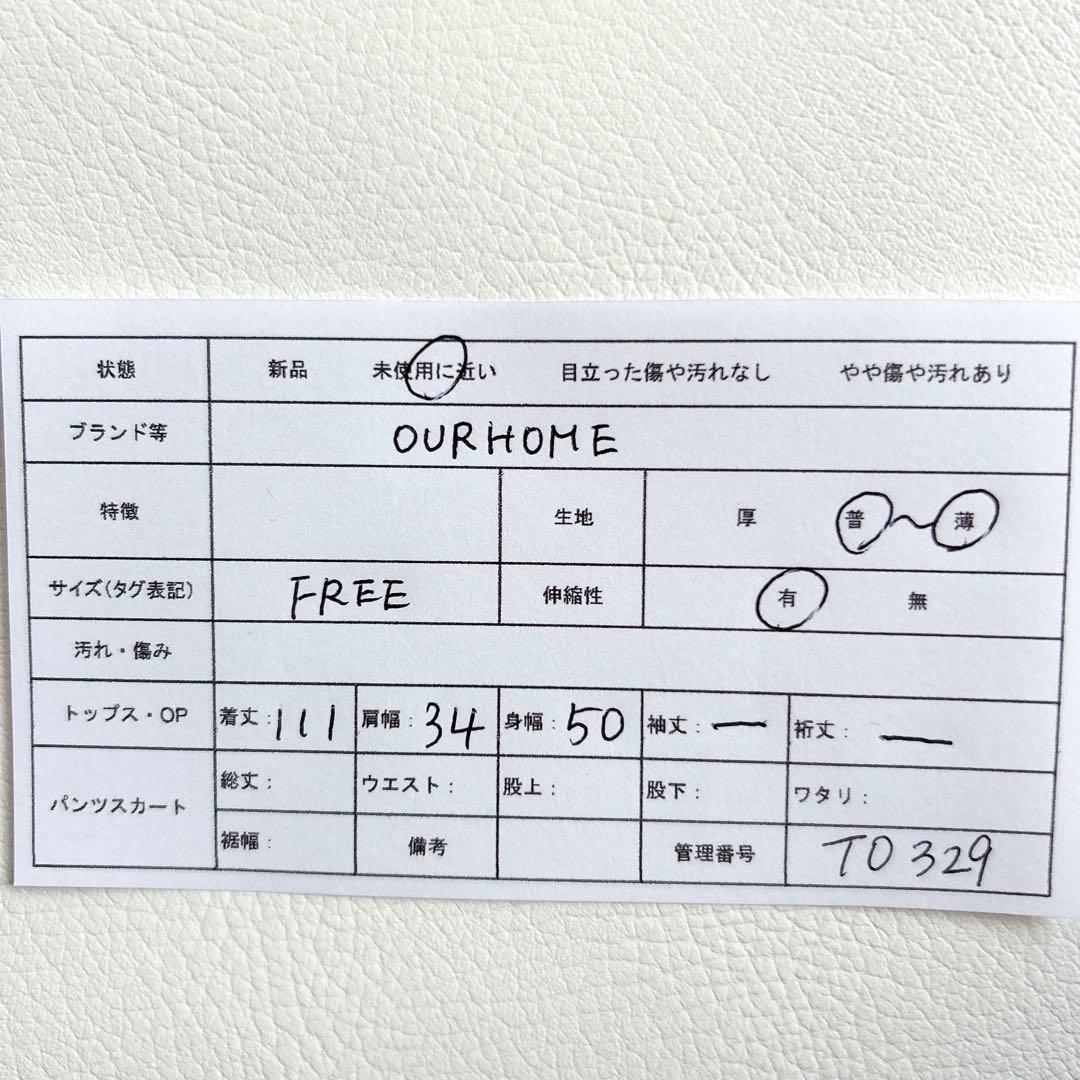 状態 新品 未使用に近い 目立った傷や汚れなし やや傷や汚れあり
ブランド等 OURHOME
特徴 生地 厚 普〜薄
サイズ(タグ表記) FREE 伸縮性 有 無
汚れ・傷み
トップス・OP 着丈:111 肩幅:34 身幅:50 袖丈:ー 裄丈:ー
パンツスカート 総丈: ウエスト: 股上: 股下: ワタリ:
裾幅: 備考 管理番号 TO329